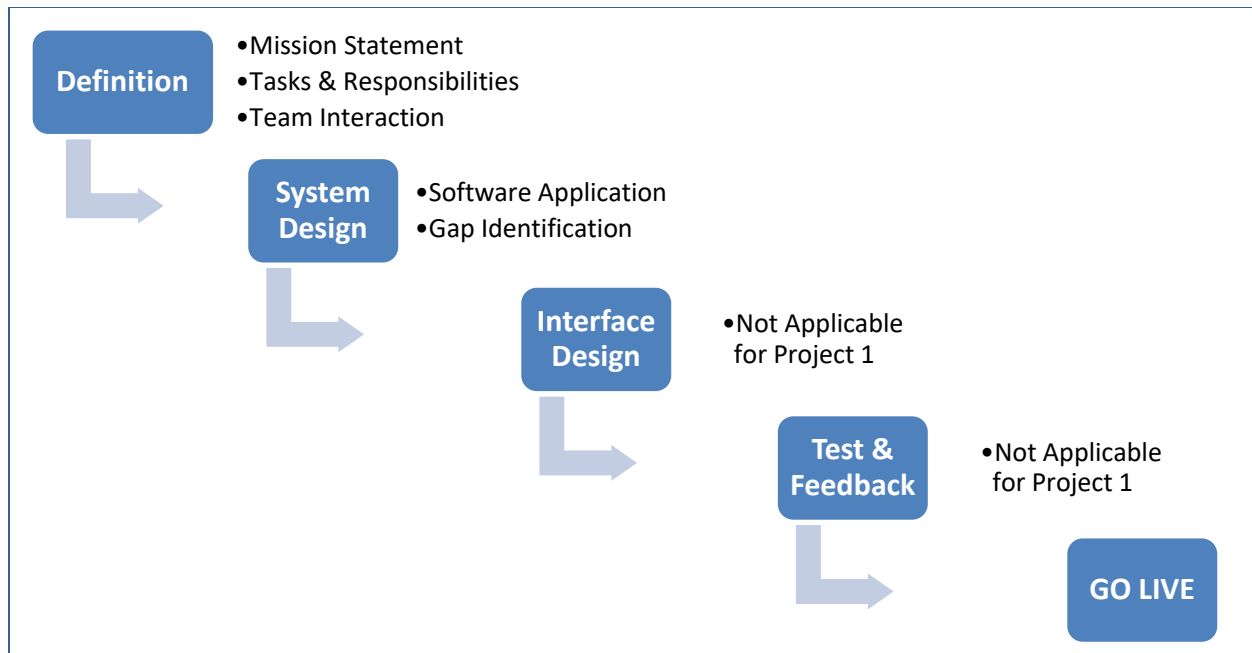 Definition
•Mission Statement
•Tasks & Responsibilities
•Team Interaction
System
Design
•Software Application
•Gap Identification
Interface
Design
•Not Applicable
for Project 1
Test &
Feedback
•Not Applicable
for Project 1
GO LIVE